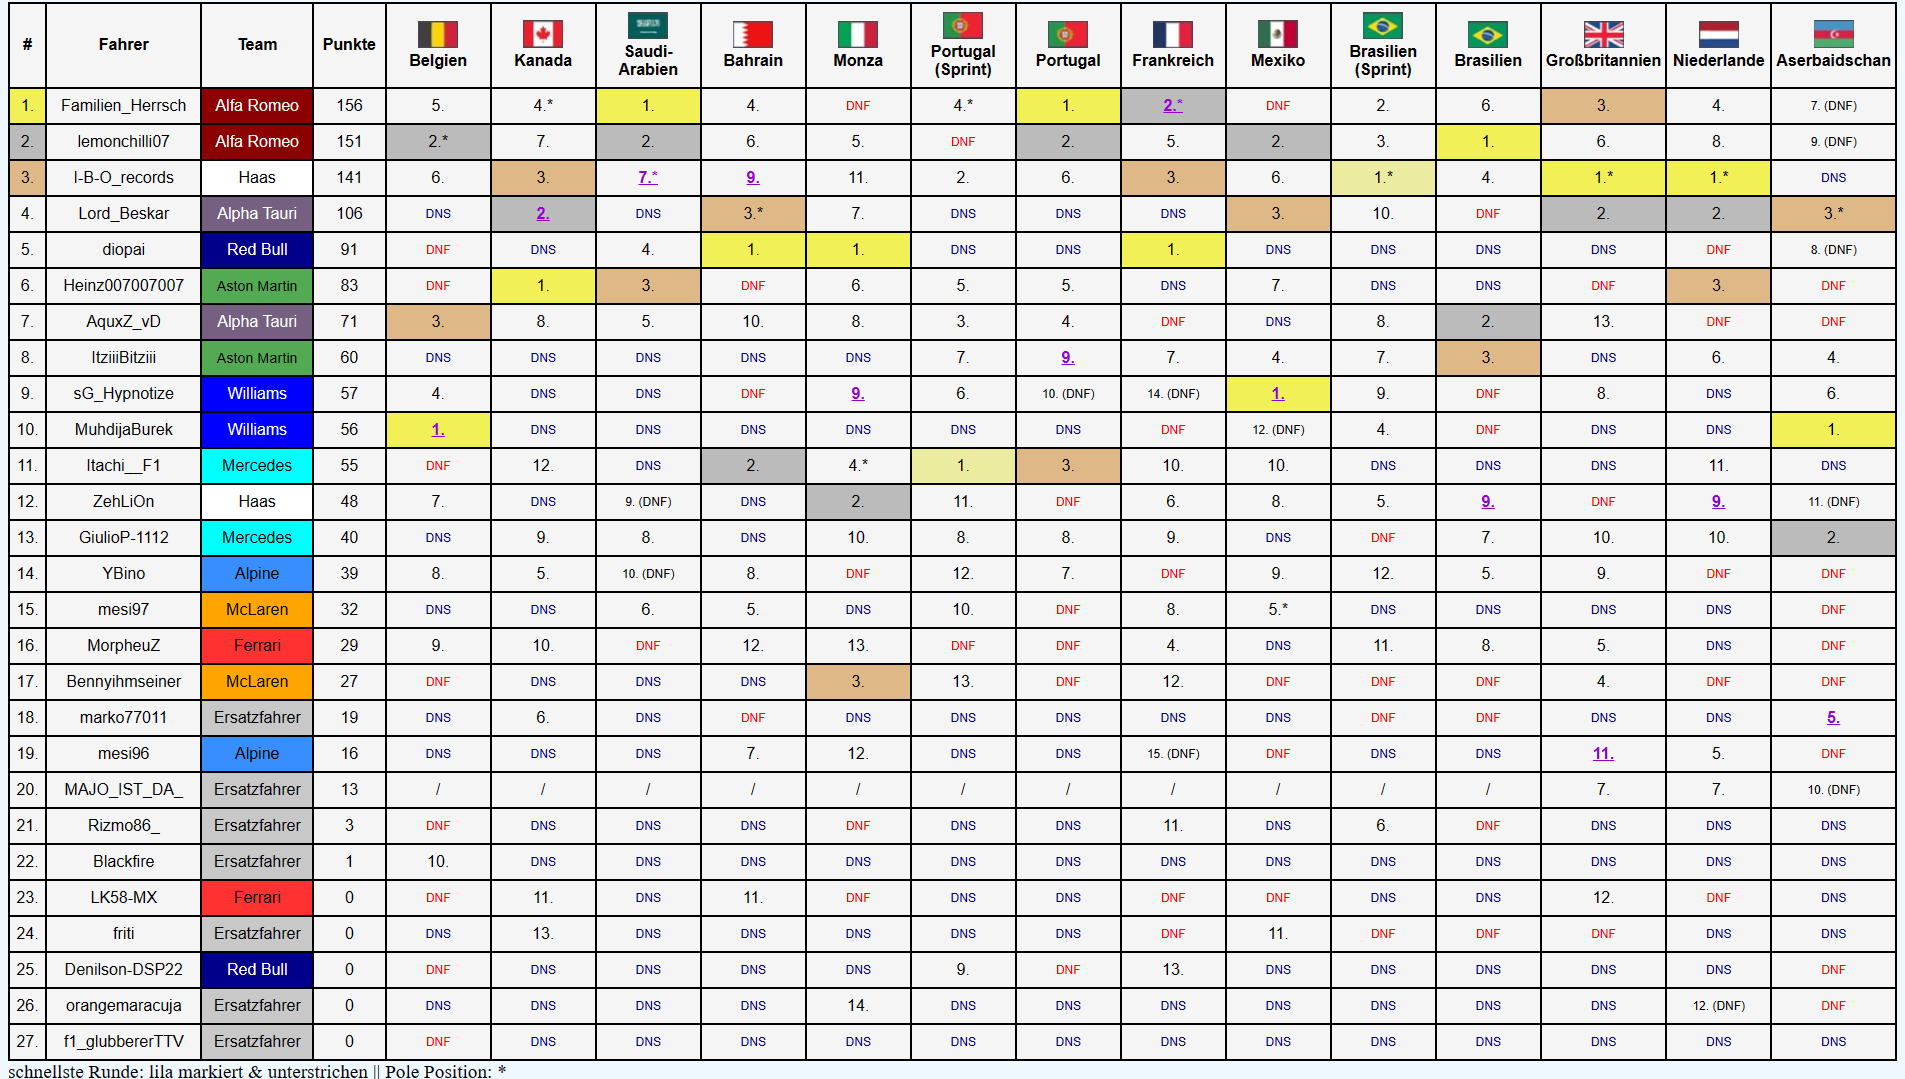 # Fahrer Team Punkte Belgien Kanada Saudi-Arabien Bahrain Monza Portugal (Sprint) Portugal Frankreich Mexiko Brasilien (Sprint) Brasilien Großbritannien Niederlande Aserbaidschan
1. Familien_Herrsch Alfa Romeo 156 5. 4.* 1. 4. DNF 4.* 1. 2.* DNF 2. 6. 3. 4. 7. (DNF)
2. lemonchilli07 Alfa Romeo 151 2.* 7. 2. 6. 5. DNF 2. 5. 2. 3. 1. 6. 8. 9. (DNF)
3. I-B-O_records Haas 141 6. 3. 7.* 9. 11. 2. 6. 3. 6. 1.* 4. 1.* 1.* DNS
4. Lord_Beskar Alpha Tauri 106 DNS 2. DNS 3.* 7. DNS DNS DNS 3. 10. DNF 2. 2. 3.*
5. diopai Red Bull 91 DNF DNS 4. 1. 1. DNS DNS 1. DNS DNS DNS DNS DNF 8. (DNF)
6. Heinz007007007 Aston Martin 83 DNF 1. 3. DNF 6. 5. 5. DNS 7. DNS DNS DNF 3. DNF
7. AquxZ_vD Alpha Tauri 71 3. 8. 5. 10. 8. 3. 4. DNF DNS 8. 2. 13. DNF DNF
8. ItziiiBitziii Aston Martin 60 DNS DNS DNS DNS DNS 7. 9. 7. 4. 7. 3. DNS 6. 4.
9. sG_Hypnotize Williams 57 4. DNS DNS DNF 9. 6. 10. (DNF) 14. (DNF) 1. 9. DNF 8. DNS 6.
10. MuhdijaBurek Williams 56 1. DNS DNS DNS DNS DNS DNS DNF 12. (DNF) 4. DNF DNS DNS 1.
11. Itachi__F1 Mercedes 55 DNF 12. DNS 2. 4.* 1. 3. 10. 10. DNS DNS DNS 11. DNS
12. ZehLiOn Haas 48 7. DNS 9. (DNF) DNS 2. 11. DNF 6. 8. 5. 9. DNF 9. 11. (DNF)
13. GiulioP-1112 Mercedes 40 DNS 9. 8. DNS 10. 8. 8. 9. DNS DNF 7. 10. 10. 2.
14. YBino Alpine 39 8. 5. 10. (DNF) 8. DNF 12. 7. DNF 9. 12. 5. 9. DNF DNF
15. mesi97 McLaren 32 DNS DNS 6. 5. DNS 10. DNF 8. 5.* DNS DNS DNS DNS DNF
16. MorpheuZ Ferrari 29 9. 10. DNF 12. 13. DNF DNF 4. DNS 11. 8. 5. DNS DNF
17. Bennyihmseiner McLaren 27 DNF DNS DNS DNS 3. 13. DNF 12. DNF DNF DNF 4. DNF DNF
18. marko77011 Ersatzfahrer 19 DNS 6. DNS DNF DNS DNS DNS DNS DNS DNF DNF DNS DNS 5.
19. mesi96 Alpine 16 DNS DNS DNS 7. 12. DNS DNS 15. (DNF) DNF DNS DNS 11. 5. DNF
20. MAJO_IST_DA_ Ersatzfahrer 13 / / / / / / / / / / / 7. 7. 10. (DNF)
21. Rizmo86_ Ersatzfahrer 3 DNF DNS DNS DNS DNF DNS DNS 11. DNS 6. DNF DNS DNS DNS
22. Blackfire Ersatzfahrer 1 10. DNS DNS DNS DNS DNS DNS DNS DNS DNS DNS DNS DNS DNS
23. LK58-MX Ferrari 0 DNF 11. DNS 11. DNF DNS DNS DNF DNF DNS DNS 12. DNF DNS
24. friti Ersatzfahrer 0 DNS 13. DNS DNS DNS DNS DNS DNF 11. DNF DNF DNF DNS DNS
25. Denilson-DSP22 Red Bull 0 DNF DNS DNS DNS DNS 9. DNF 13. DNS DNS DNS DNS DNS DNF
26. orangemaracuja Ersatzfahrer 0 DNS DNS DNS DNS 14. DNS DNS DNS DNS DNS DNS DNS 12. (DNF) DNF
27. f1_glubbererTTV Ersatzfahrer 0 DNF DNS DNS DNS DNS DNS DNS DNS DNS DNS DNS DNS DNS DNS
schnellste Runde: lila markiert & unterstrichen || Pole Position: *